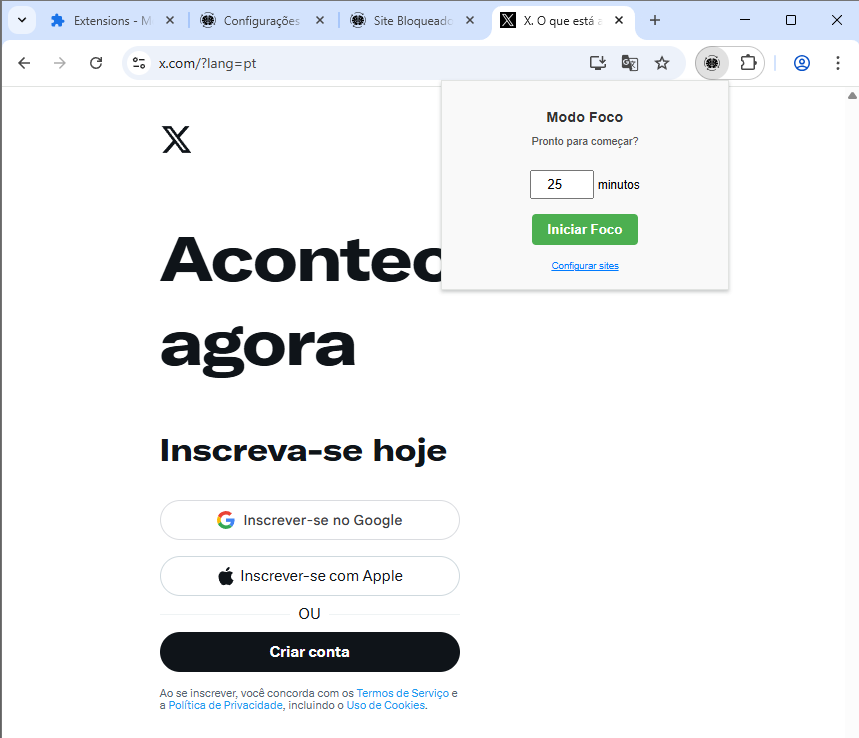 Extensions - M
Configurações
Site Bloqueado
X. O que está a
x.com/?lang=pt
Modo Foco
Pronto para começar?
25 minutos
Iniciar Foco
Configurar sites
Acontec
agora
Inscreva-se hoje
Inscrever-se no Google
Inscrever-se com Apple
OU
Criar conta
Ao se inscrever, você concorda com os Termos de Serviço e
a Política de Privacidade, incluindo o Uso de Cookies.